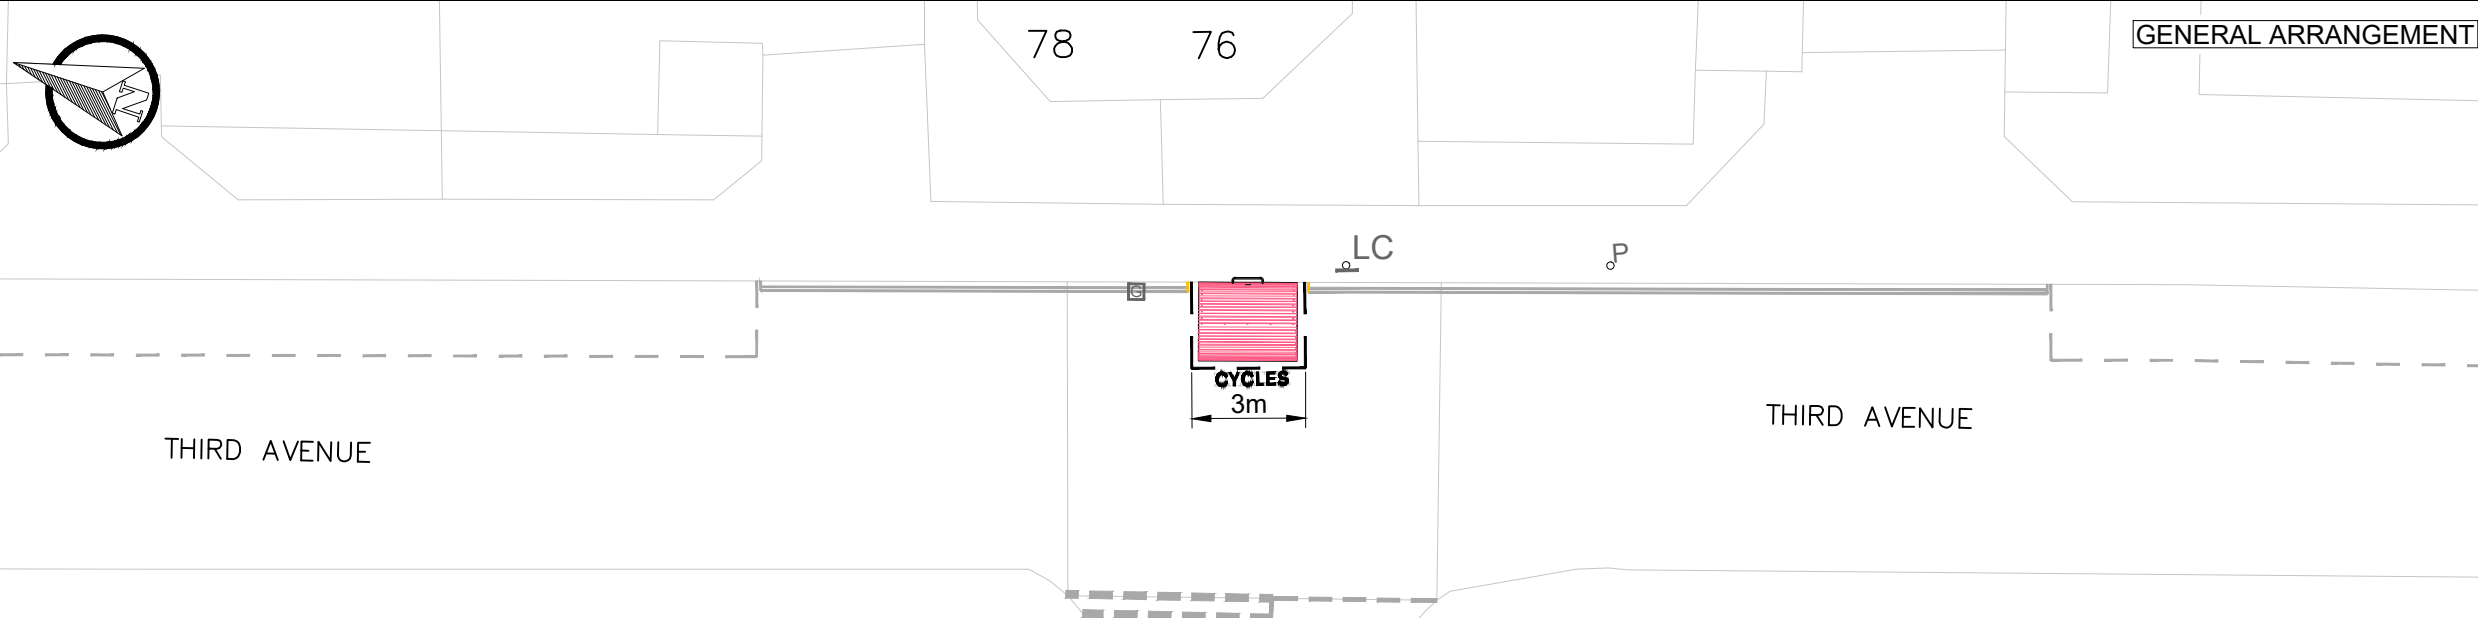 78 76
GENERAL ARRANGEMENT
N
LC
P
G
CYCLES
3m
THIRD AVENUE
THIRD AVENUE